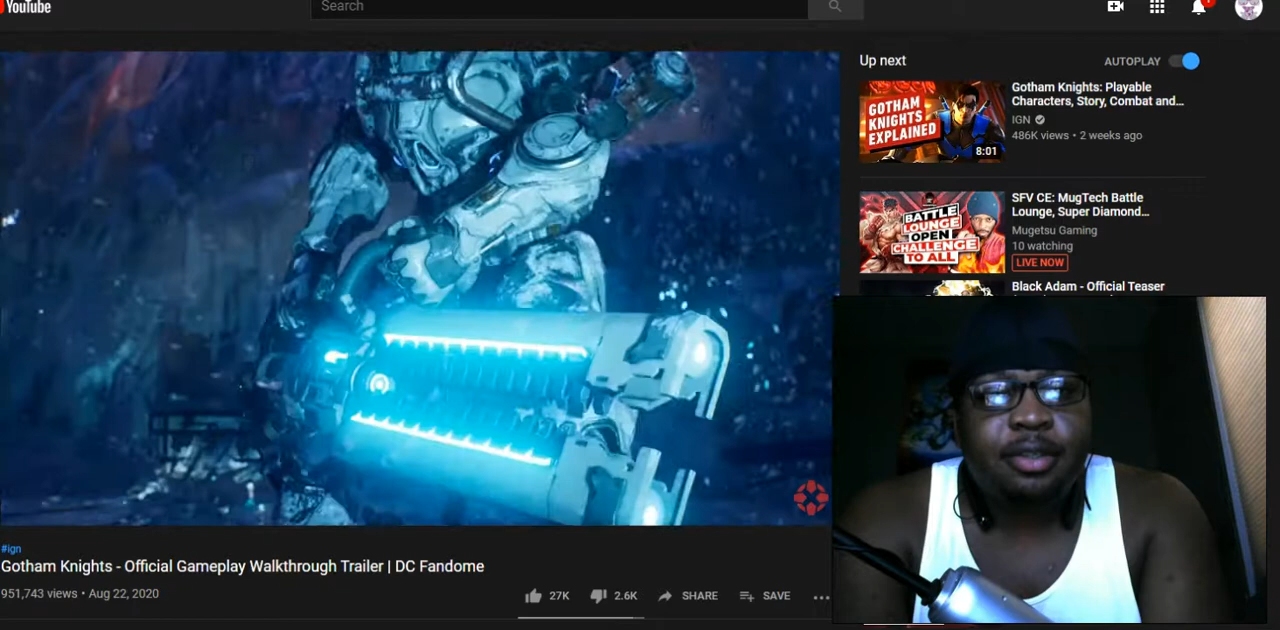 YouTube
Search
Up next
AUTOPLAY
GOTHAM
KNIGHTS
EXPLAINED
8:01
Gotham Knights: Playable
Characters, Story, Combat and...
IGN
486K views • 2 weeks ago
BATTLE
LOUNGE
OPEN
CHALLENGE
TO ALL
SFV CE: MugTech Battle
Lounge, Super Diamond...
Mugetsu Gaming
10 watching
LIVE NOW
Black Adam - Official Teaser
#ign
Gotham Knights - Official Gameplay Walkthrough Trailer | DC Fandome
951,743 views • Aug 22, 2020
27K
2.6K
SHARE
SAVE
...